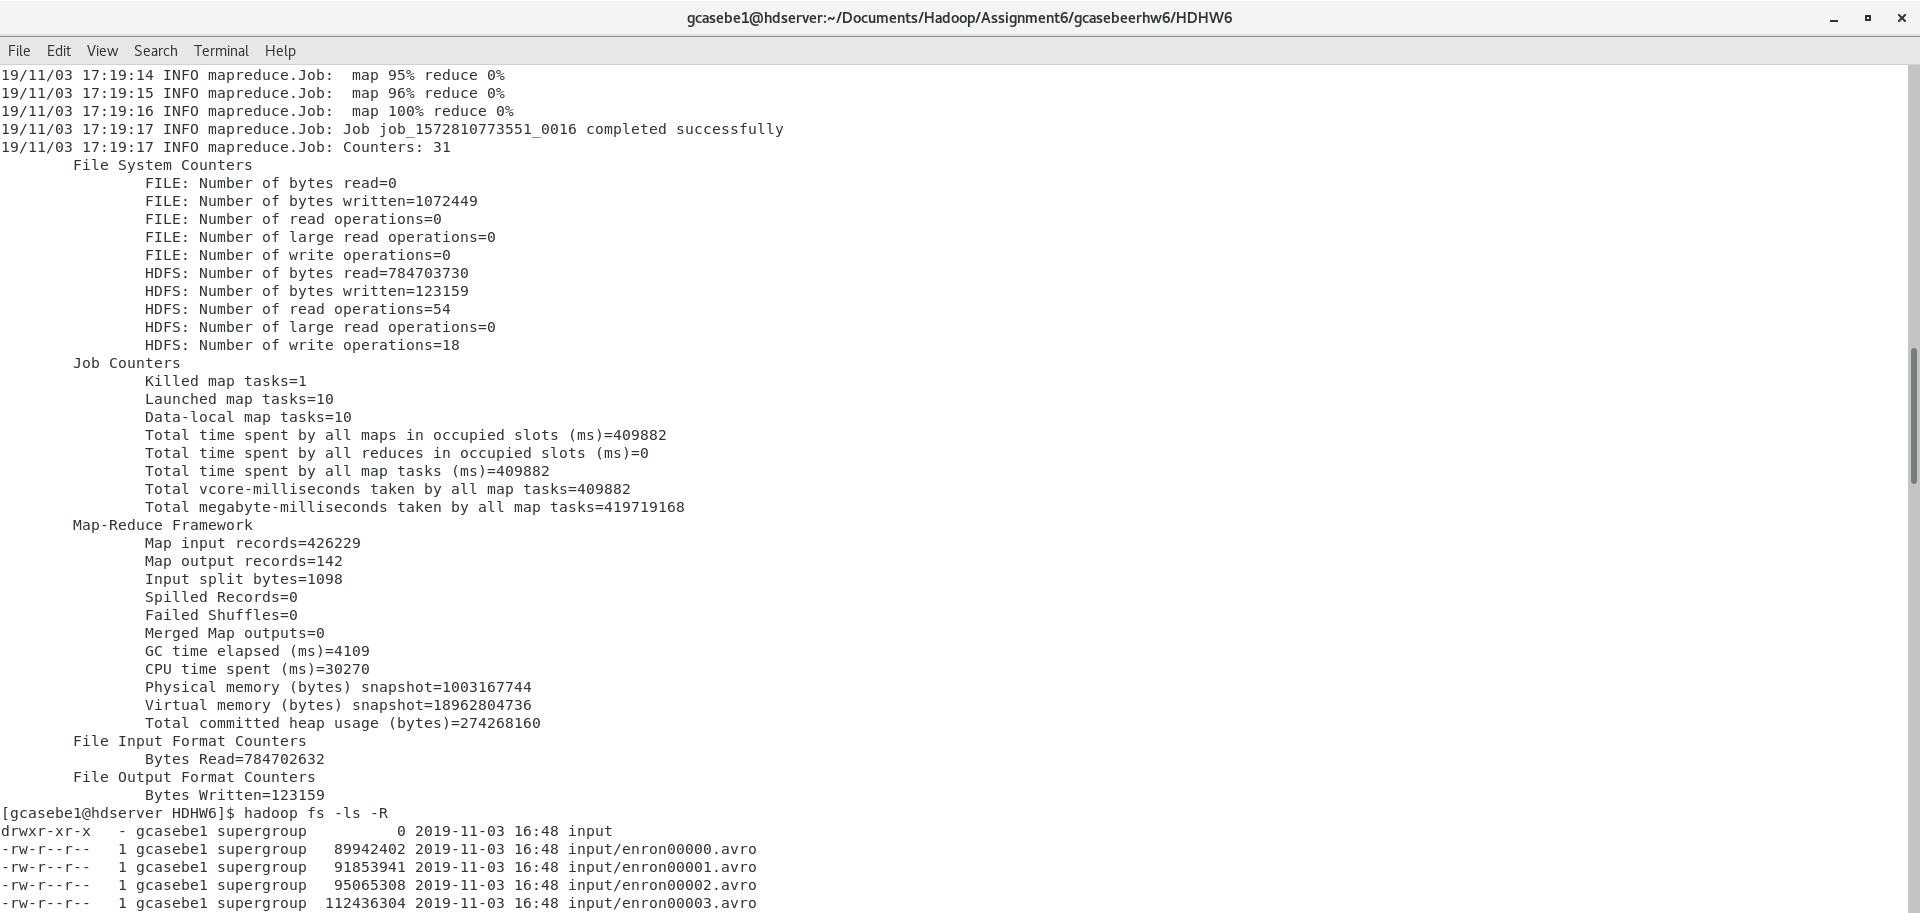 gcasebe1@hdserver:~/Documents/Hadoop/Assignment6/gcasebeerhw6/HDHW6
File Edit View Search Terminal Help
19/11/03 17:19:14 INFO mapreduce.Job:  map 95% reduce 0%
19/11/03 17:19:15 INFO mapreduce.Job:  map 96% reduce 0%
19/11/03 17:19:16 INFO mapreduce.Job:  map 100% reduce 0%
19/11/03 17:19:17 INFO mapreduce.Job: Job job_1572810773551_0016 completed successfully
19/11/03 17:19:17 INFO mapreduce.Job: Counters: 31
        File System Counters
                FILE: Number of bytes read=0
                FILE: Number of bytes written=1072449
                FILE: Number of read operations=0
                FILE: Number of large read operations=0
                FILE: Number of write operations=0
                HDFS: Number of bytes read=784703730
                HDFS: Number of bytes written=123159
                HDFS: Number of read operations=54
                HDFS: Number of large read operations=0
                HDFS: Number of write operations=18
        Job Counters
                Killed map tasks=1
                Launched map tasks=10
                Data-local map tasks=10
                Total time spent by all maps in occupied slots (ms)=409882
                Total time spent by all reduces in occupied slots (ms)=0
                Total time spent by all map tasks (ms)=409882
                Total vcore-milliseconds taken by all map tasks=409882
                Total megabyte-milliseconds taken by all map tasks=419719168
        Map-Reduce Framework
                Map input records=426229
                Map output records=142
                Input split bytes=1098
                Spilled Records=0
                Failed Shuffles=0
                Merged Map outputs=0
                GC time elapsed (ms)=4109
                CPU time spent (ms)=30270
                Physical memory (bytes) snapshot=1003167744
                Virtual memory (bytes) snapshot=18962804736
                Total committed heap usage (bytes)=274268160
        File Input Format Counters
                Bytes Read=784702632
        File Output Format Counters
                Bytes Written=123159
[gcasebe1@hdserver HDHW6]$ hadoop fs -ls -R
drwxr-xr-x   - gcasebe1 supergroup          0 2019-11-03 16:48 input
-rw-r--r--   1 gcasebe1 supergroup   89942402 2019-11-03 16:48 input/enron00000.avro
-rw-r--r--   1 gcasebe1 supergroup   91853941 2019-11-03 16:48 input/enron00001.avro
-rw-r--r--   1 gcasebe1 supergroup   95065308 2019-11-03 16:48 input/enron00002.avro
-rw-r--r--   1 gcasebe1 supergroup  112436304 2019-11-03 16:48 input/enron00003.avro